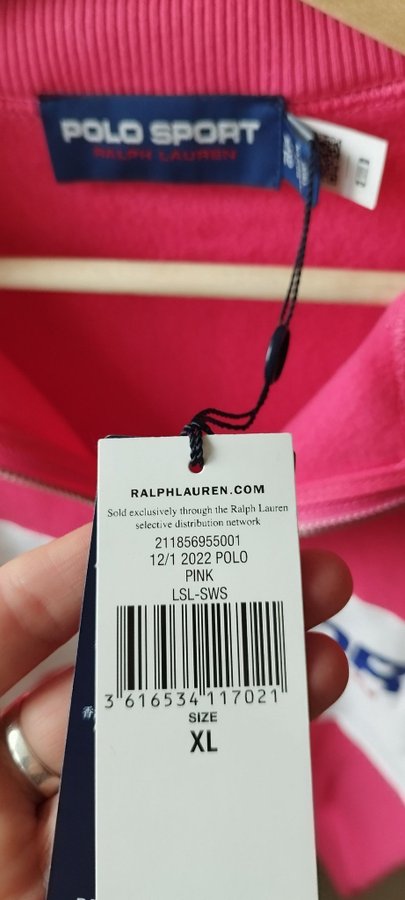 POLO SPORT
RALPH LAUREN
RALPHLAUREN.COM
Sold exclusively through the Ralph Lauren
selective distribution network
211856955001
12/1 2022 POLO
PINK
LSL-SWS
3 616534 117021
SIZE
XL
香